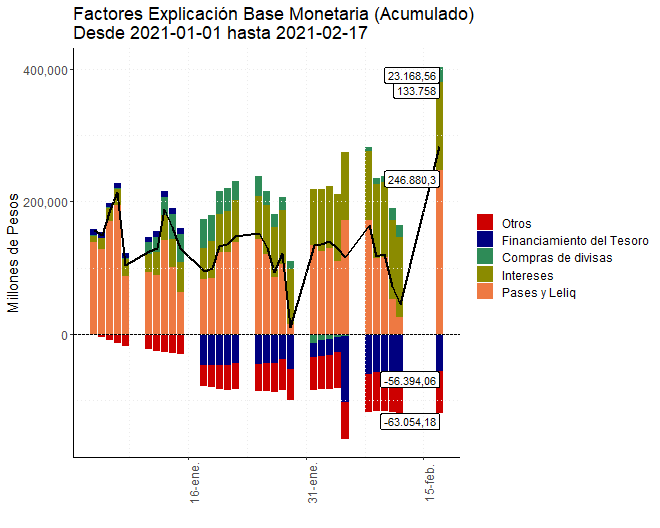 Factores Explicación Base Monetaria (Acumulado)
Desde 2021-01-01 hasta 2021-02-17
Millones de Pesos
400,000
200,000
0
23.168,56
133.758
246.880,3
-56.394,06
-63.054,18
16-ene.
31-ene.
15-feb.
Otros
Financiamiento del Tesoro
Compras de divisas
Intereses
Pases y Leliq